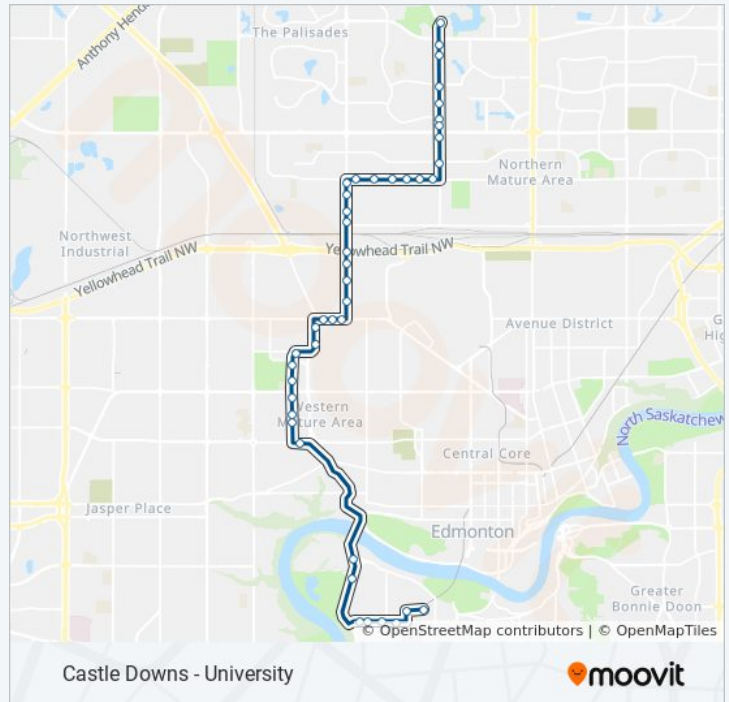 Anthony Hend
The Palisades
Northern
Mature Area
Northwest
Industrial
Yellowhead Trail NW
Yellowhead Trail NW
Avenue District
G
Hig
Western
Mature Area
North Saskatchew
Central Core
Jasper Place
Edmonton
Greater
Bonnie Doon
© OpenStreetMap contributors | © OpenMapTiles
Castle Downs - University
moovit